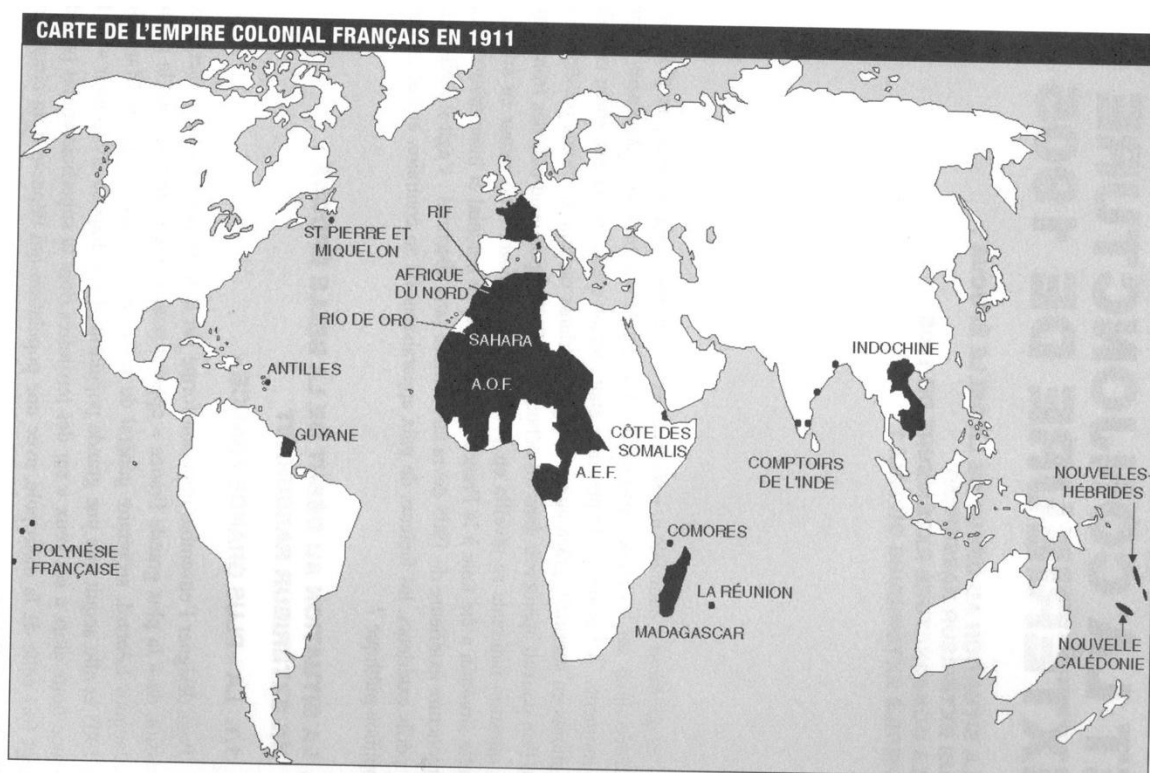 CARTE DE L'EMPIRE COLONIAL FRANÇAIS EN 1911
RIF
ST PIERRE ET
MIQUELON
AFRIQUE
DU NORD
RIO DE ORO
SAHARA
INDOCHINE
ANTILLES
A.O.F.
GUYANE
CÔTE DES
SOMALIS
A.E.F.
COMPTOIRS
DE L'INDE
NOUVELLES-
HÉBRIDES
POLYNÉSIE
FRANÇAISE
COMORES
LA RÉUNION
MADAGASCAR
NOUVELLE
CALÉDONIE